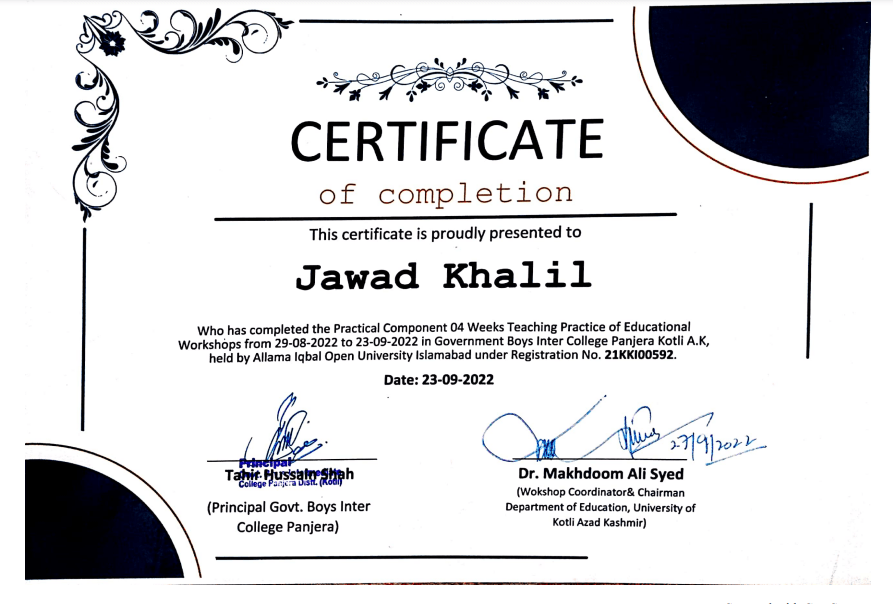 CERTIFICATE
of completion
This certificate is proudly presented to
Jawad Khalil
Who has completed the Practical Component 04 Weeks Teaching Practice of Educational
Workshops from 29-08-2022 to 23-09-2022 in Government Boys Inter College Panjera Kotli A.K,
held by Allama Iqbal Open University Islamabad under Registration No. 21KKI00592.
Date: 23-09-2022
Principal
Tahir Hussain Shah
College Panjera Distt. (Kotli)
(Principal Govt. Boys Inter
College Panjera)
27/9/2022
Dr. Makhdoom Ali Syed
(Wokshop Coordinator& Chairman
Department of Education, University of
Kotli Azad Kashmir)